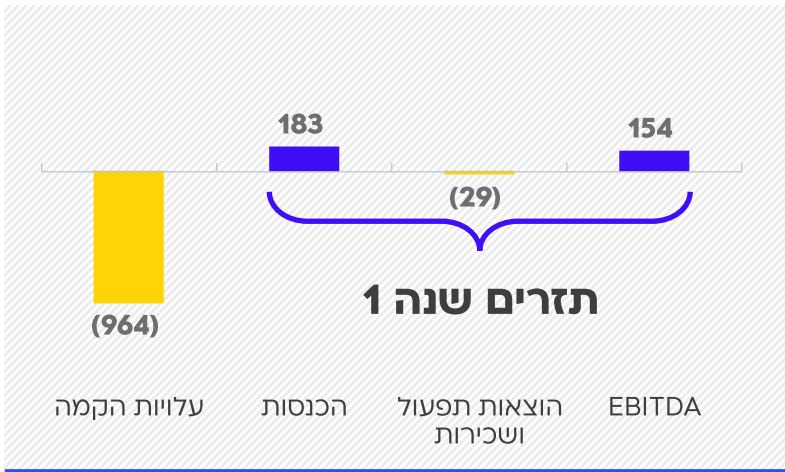 183
154
(29)
(964)
תזרים שנה 1
עלויות הקמה
הכנסות
הוצאות תפעול
ושכירות
EBITDA